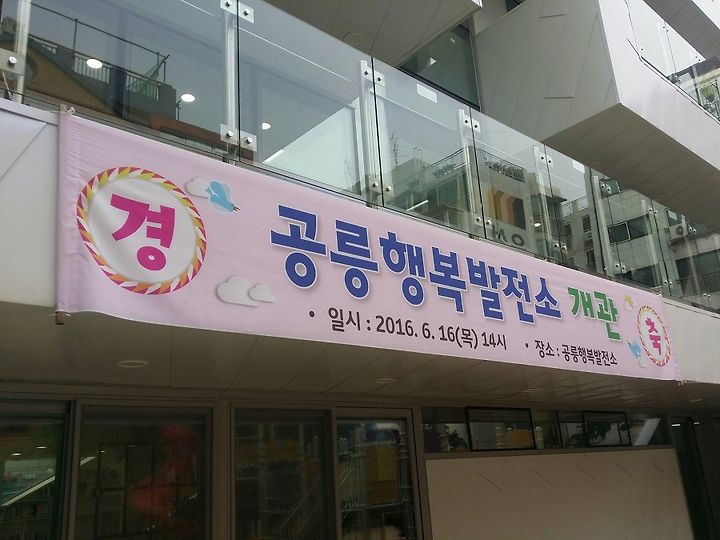 경 공릉행복발전소 개관 축
• 일시 : 2016. 6. 16(목) 14시 • 장소 : 공릉행복발전소